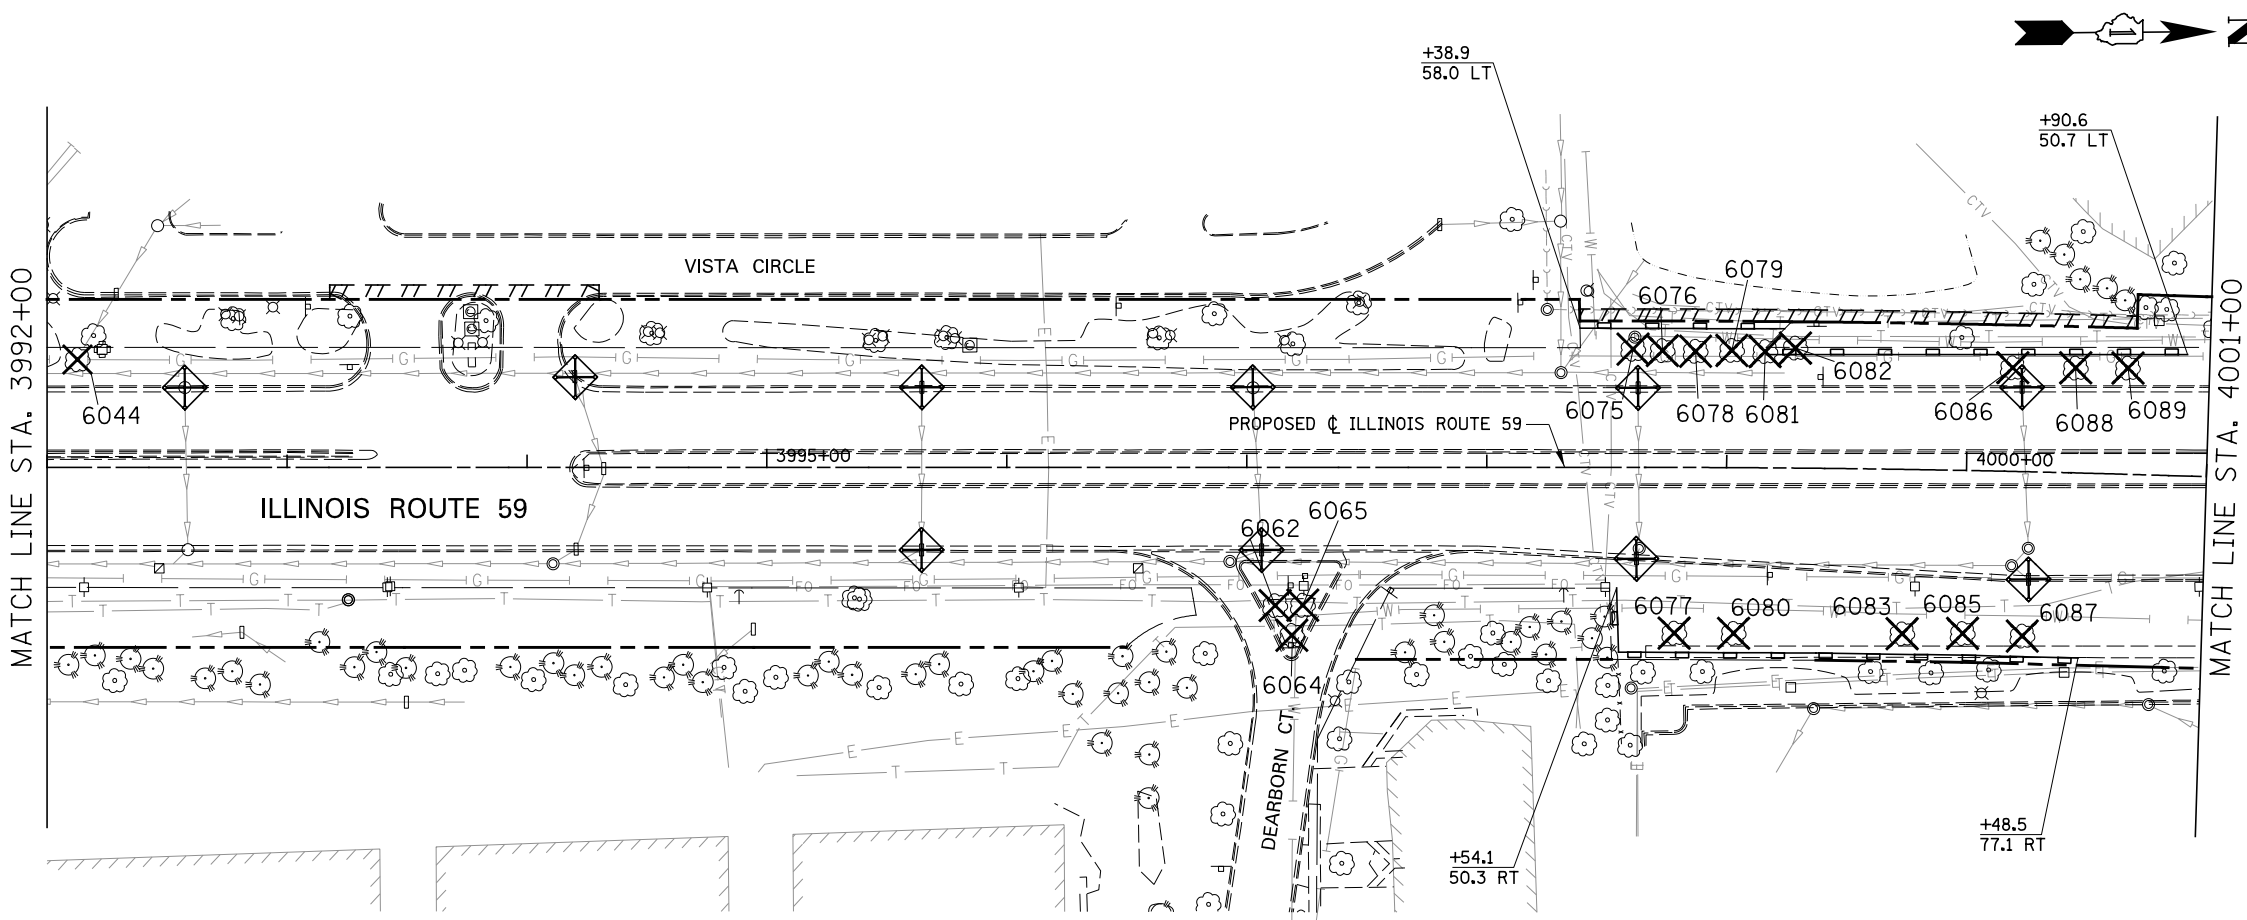 N
+38.9
58.0 LT
+90.6
50.7 LT
CTV
VISTA CIRCLE
6079
6076
6044
6082
6075
6078
6081
6086
6088
6089
PROPOSED ℄ ILLINOIS ROUTE 59
3995+00
4000+00
ILLINOIS ROUTE 59
6062
6065
6077
6080
6083
6085
6087
6064
DEARBORN CT
+54.1
50.3 RT
+48.5
77.1 RT
MATCH LINE STA. 3992+00
MATCH LINE STA. 4001+00